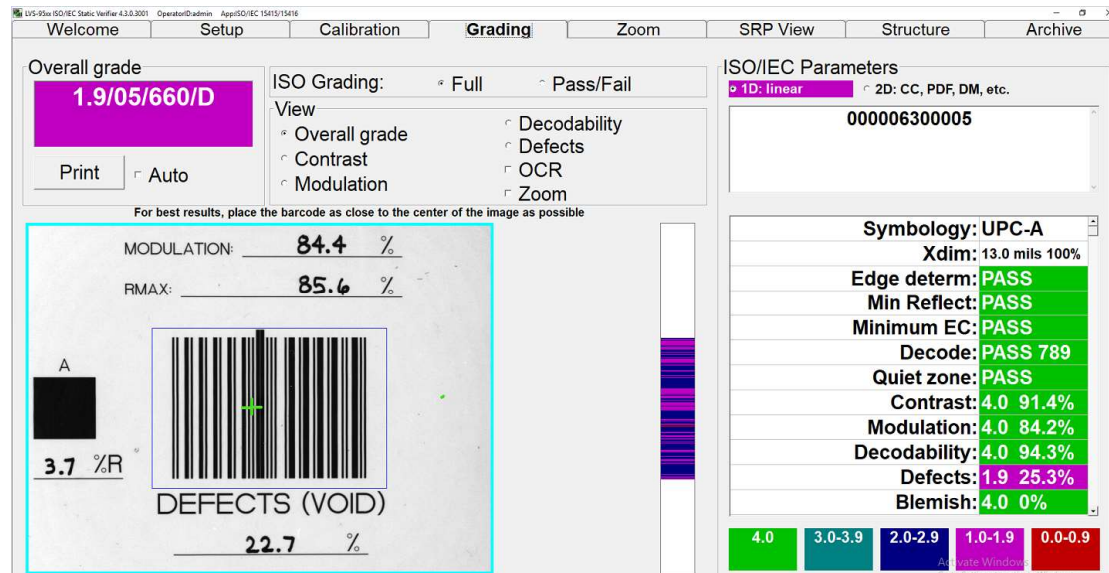 LVS-95xx ISO/IEC Static Verifier 4.3.0.3001 OperatorID:admin App:ISO/IEC 15415/15416
Welcome Setup Calibration Grading Zoom SRP View Structure Archive
Overall grade
1.9/05/660/D
Print Auto
ISO Grading: Full Pass/Fail
View
Overall grade
Contrast
Modulation
Decodability
Defects
OCR
Zoom
For best results, place the barcode as close to the center of the image as possible
MODULATION: 84.4 %
RMAX: 85.6 %
A
3.7 %R
DEFECTS (VOID)
22.7 %
ISO/IEC Parameters
1D: linear 2D: CC, PDF, DM, etc.
000006300005
Symbology: UPC-A
Xdim: 13.0 mils 100%
Edge determ: PASS
Min Reflect: PASS
Minimum EC: PASS
Decode: PASS 789
Quiet zone: PASS
Contrast: 4.0 91.4%
Modulation: 4.0 84.2%
Decodability: 4.0 94.3%
Defects: 1.9 25.3%
Blemish: 4.0 0%
4.0 3.0-3.9 2.0-2.9 1.0-1.9 0.0-0.9
Activate Windows